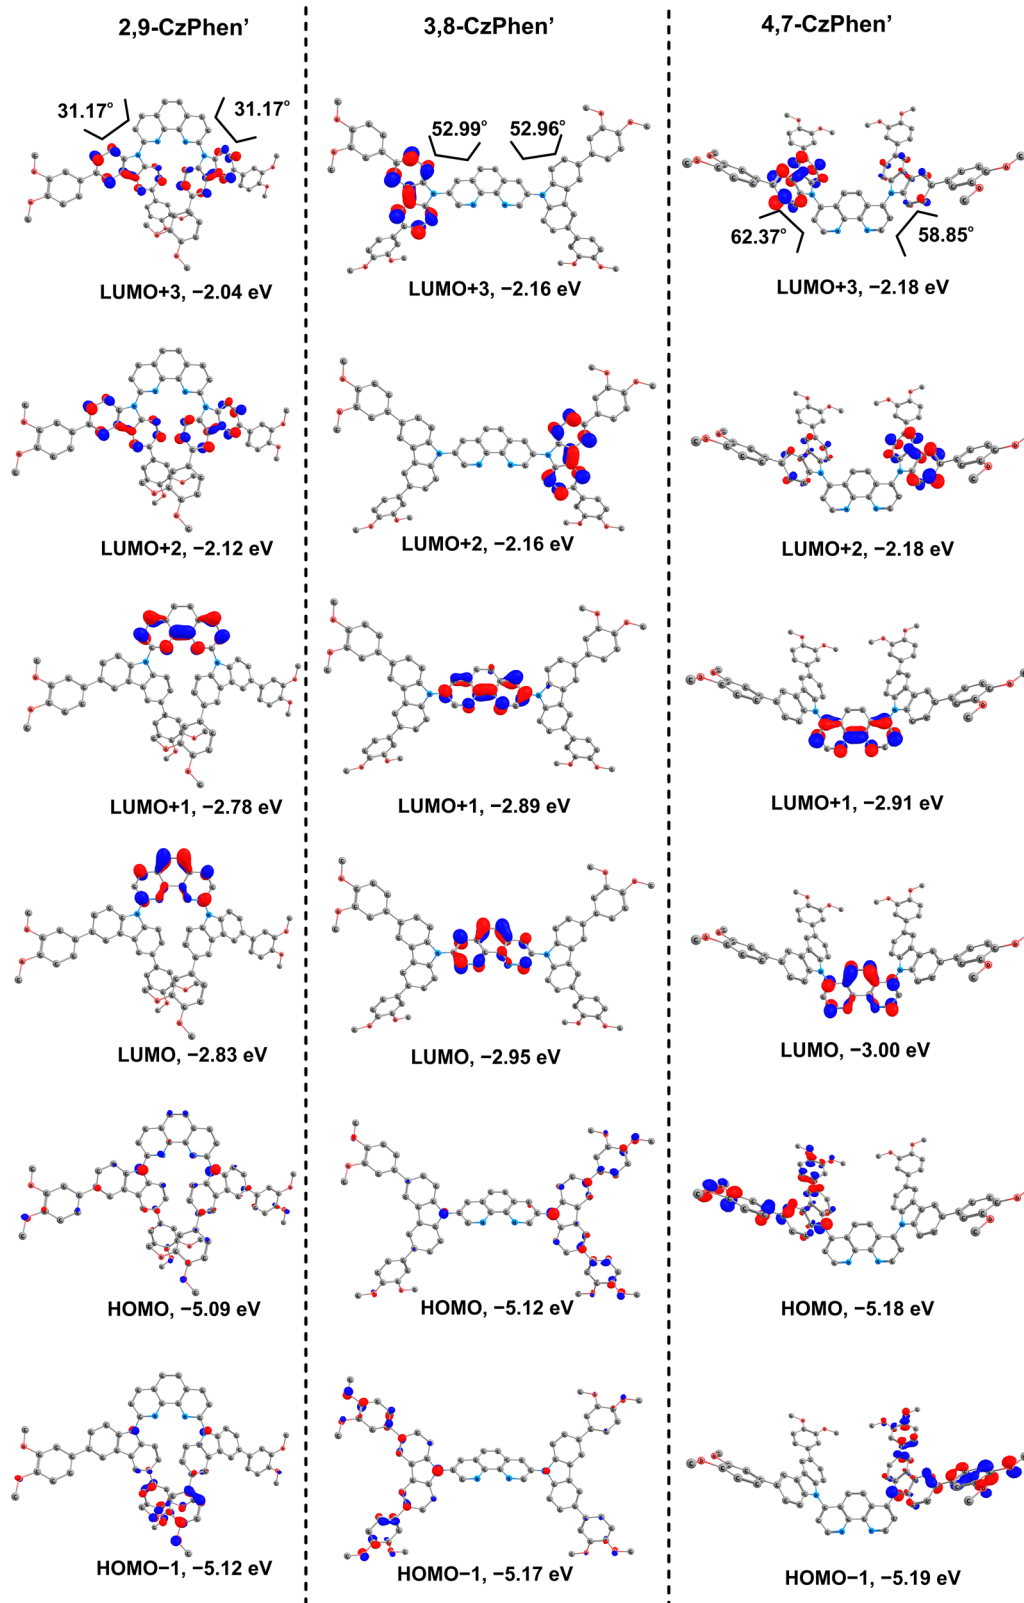 2,9-CzPhen’
3,8-CzPhen’
4,7-CzPhen’
31.17° 31.17°
52.99° 52.96°
62.37° 58.85°
LUMO+3, −2.04 eV
LUMO+3, −2.16 eV
LUMO+3, −2.18 eV
LUMO+2, −2.12 eV
LUMO+2, −2.16 eV
LUMO+2, −2.18 eV
LUMO+1, −2.78 eV
LUMO+1, −2.89 eV
LUMO+1, −2.91 eV
LUMO, −2.83 eV
LUMO, −2.95 eV
LUMO, −3.00 eV
HOMO, −5.09 eV
HOMO, −5.12 eV
HOMO, −5.18 eV
HOMO−1, −5.12 eV
HOMO−1, −5.17 eV
HOMO−1, −5.19 eV